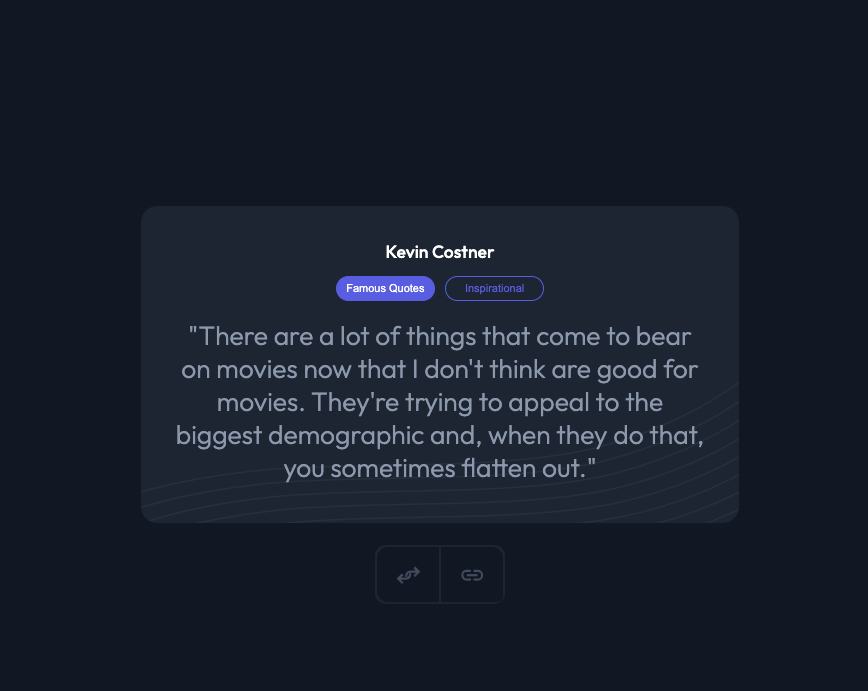 Kevin Costner
Famous Quotes Inspirational
"There are a lot of things that come to bear
on movies now that I don't think are good for
movies. They're trying to appeal to the
biggest demographic and, when they do that,
you sometimes flatten out."